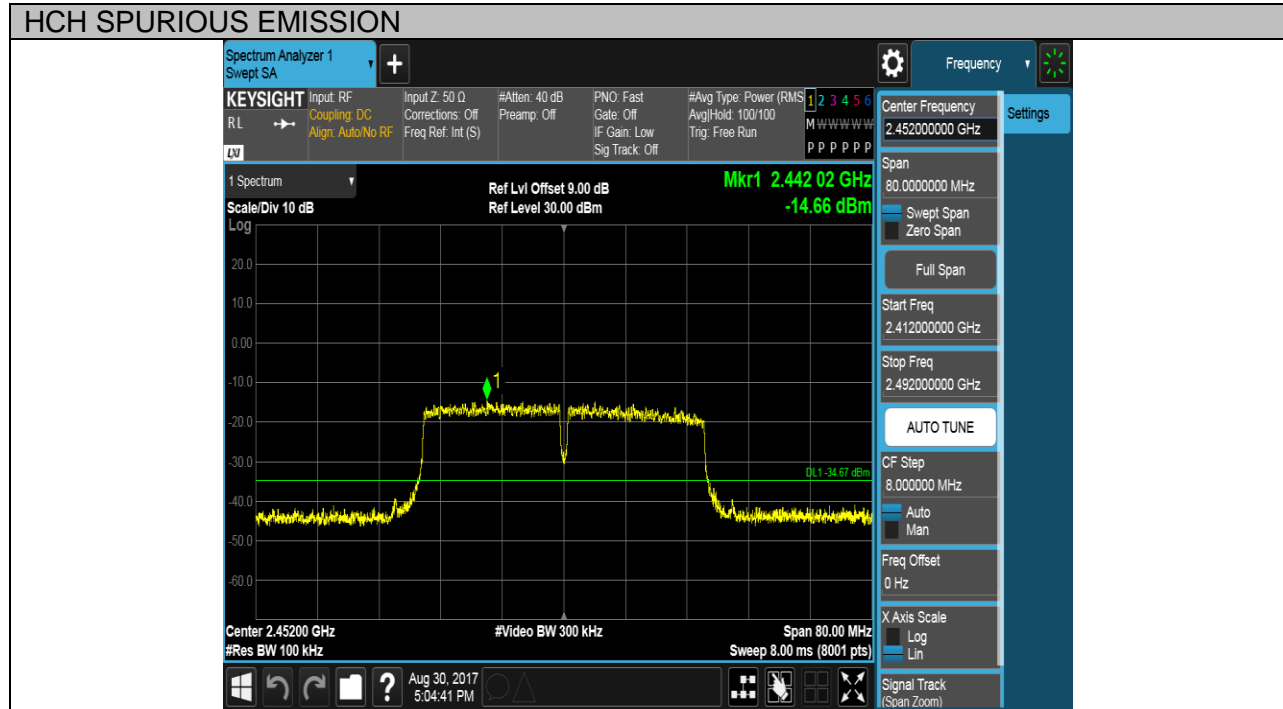 HCH SPURIOUS EMISSION
Spectrum Analyzer 1
Swept SA
+
Frequency
KEYSIGHT
RL
LXI
Input: RF
Coupling: DC
Align: Auto/No RF
Input Z: 50 Ω
Corrections: Off
Freq Ref: Int (S)
#Atten: 40 dB
Preamp: Off
PNO: Fast
Gate: Off
IF Gain: Low
Sig Track: Off
#Avg Type: Power (RMS
Avg|Hold: 100/100
Trig: Free Run
1 2 3 4 5 6
M W W W W W
P P P P P P
1 Spectrum
Scale/Div 10 dB
Log
Ref Lvl Offset 9.00 dB
Ref Level 30.00 dBm
Mkr1 2.442 02 GHz
-14.66 dBm
20.0
10.0
0.00
-10.0
-20.0
-30.0
-40.0
-50.0
-60.0
1
DL1 -34.67 dBm
Center 2.45200 GHz
#Res BW 100 kHz
#Video BW 300 kHz
Span 80.00 MHz
Sweep 8.00 ms (8001 pts)
?
Aug 30, 2017
5:04:41 PM
Center Frequency
2.452000000 GHz
Span
80.0000000 MHz
Swept Span
Zero Span
Full Span
Start Freq
2.412000000 GHz
Stop Freq
2.492000000 GHz
AUTO TUNE
CF Step
8.000000 MHz
Auto
Man
Freq Offset
0 Hz
X Axis Scale
Log
Lin
Signal Track
(Span Zoom)
Settings